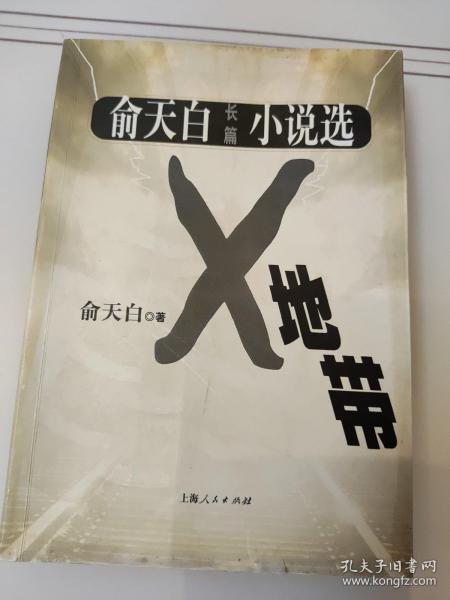 俞天白长篇小说选
X
地带
俞天白◎著
上海人民出版社
孔夫子旧书网
www.kongfz.com